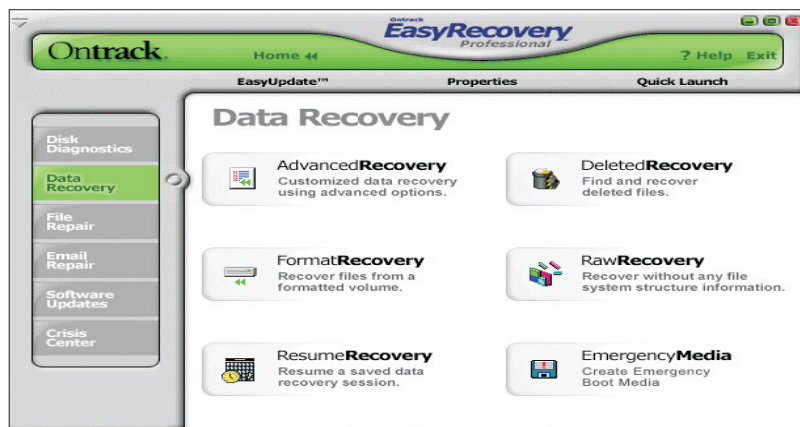 Ontrack
EasyRecovery
Professional
Ontrack.
Home
? Help Exit
EasyUpdate™ Properties Quick Launch
Disk
Diagnostics
Data
Recovery
File
Repair
Email
Repair
Software
Updates
Crisis
Center
Data Recovery
AdvancedRecovery
Customized data recovery
using advanced options.
DeletedRecovery
Find and recover
deleted files.
FormatRecovery
Recover files from a
formatted volume.
RawRecovery
Recover without any file
system structure information.
ResumeRecovery
Resume a saved data
recovery session.
EmergencyMedia
Create Emergency
Boot Media